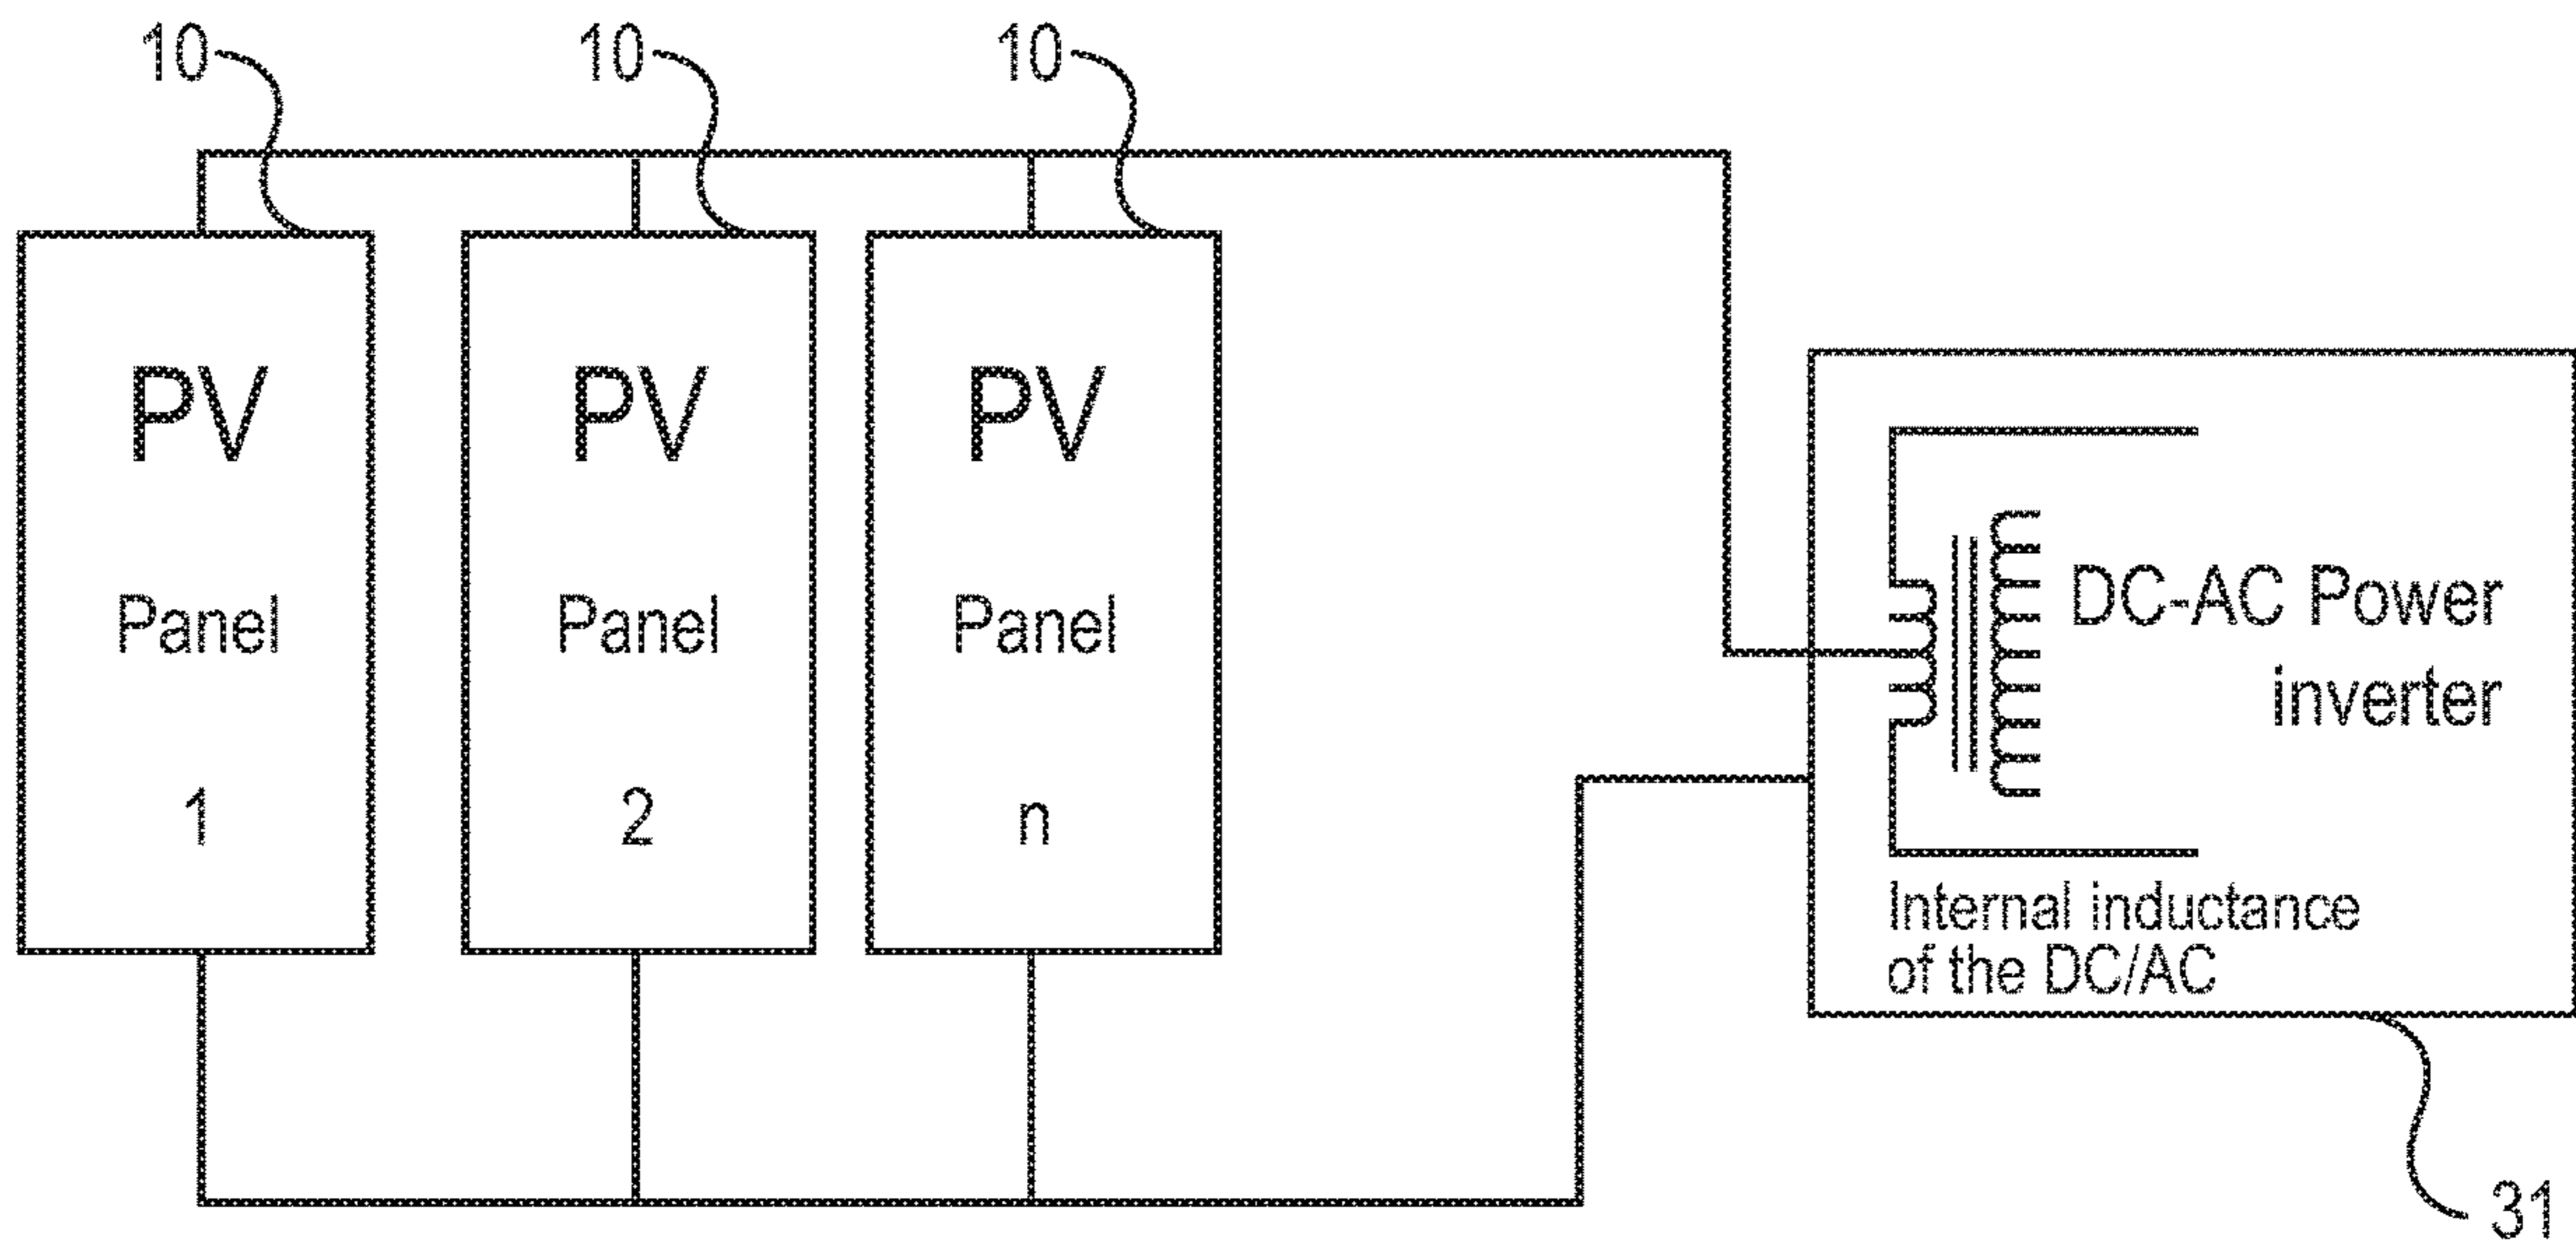 10
10
10
PV
Panel
1
PV
Panel
2
PV
Panel
n
DC-AC Power
inverter
Internal inductance
of the DC/AC
31